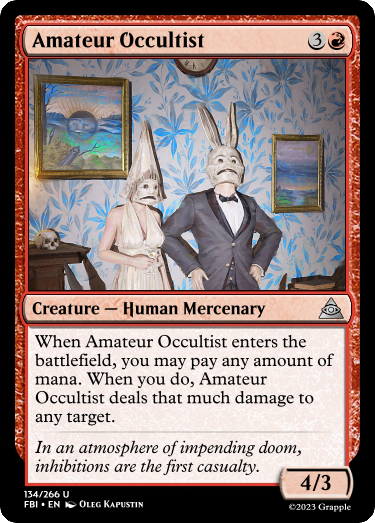 Amateur Occultist 3
Creature — Human Mercenary
When Amateur Occultist enters the
battlefield, you may pay any amount of
mana. When you do, Amateur
Occultist deals that much damage to
any target.
In an atmosphere of impending doom,
inhibitions are the first casualty.
4/3
134/266 U
FBI • EN Oleg Kapustin
©2023 Grapple